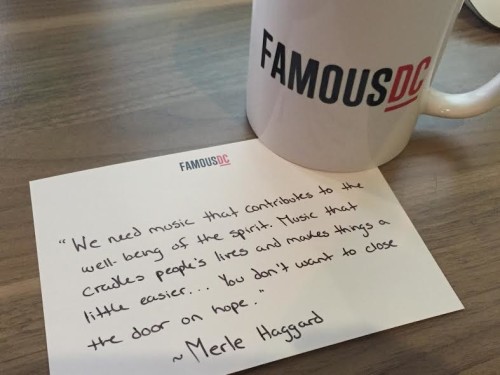 FAMOUSDC
FAMOUSDC
"We need music that contributes to the
well-being of the spirit. Music that
cradles people's lives and makes things a
little easier... You don't want to close
the door on hope."
~Merle Haggard